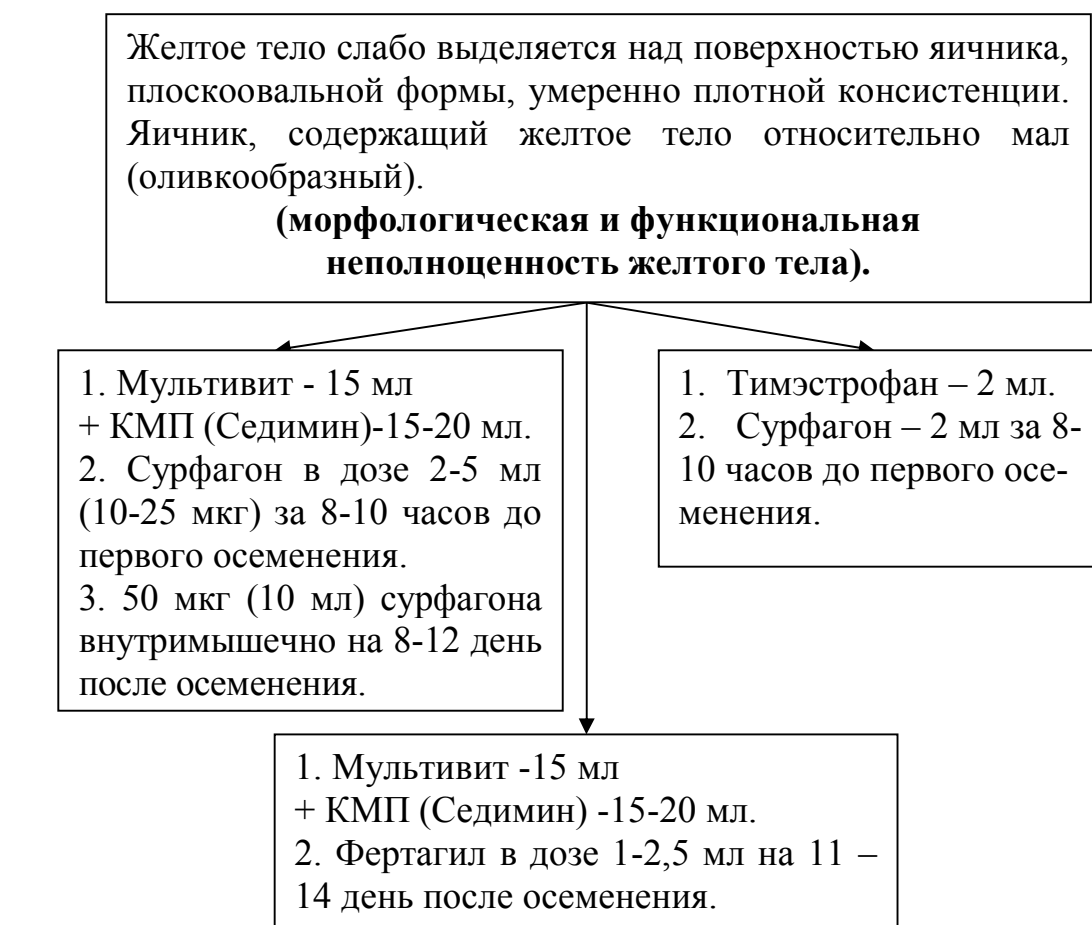 Желтое тело слабо выделяется над поверхностью яичника,
плоскоовальной формы, умеренно плотной консистенции.
Яичник, содержащий желтое тело относительно мал
(оливкообразный).
(морфологическая и функциональная
неполноценность желтого тела).
1. Мультивит - 15 мл
+ КМП (Седимин)-15-20 мл.
2. Сурфагон в дозе 2-5 мл
(10-25 мкг) за 8-10 часов до
первого осеменения.
3. 50 мкг (10 мл) сурфагона
внутримышечно на 8-12 день
после осеменения.
1. Тимэстрофан – 2 мл.
2. Сурфагон – 2 мл за 8-
10 часов до первого осе-
менения.
1. Мультивит -15 мл
+ КМП (Седимин) -15-20 мл.
2. Фертагил в дозе 1-2,5 мл на 11 –
14 день после осеменения.